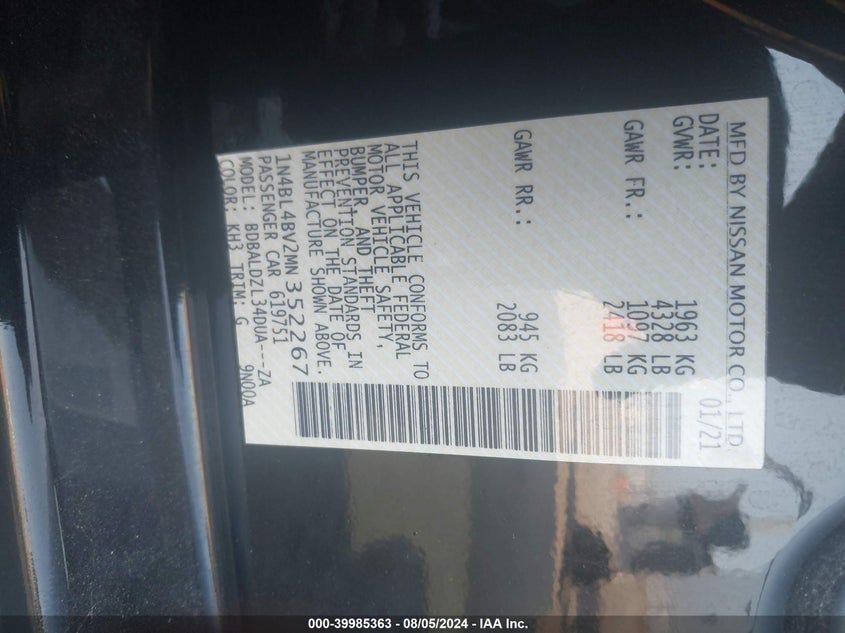 MFD BY NISSAN MOTOR CO., LTD
DATE: 01/21
GVWR: 1963 KG
4328 LB
GAWR FR.: 1097 KG
2418 LB
GAWR RR.: 945 KG
2083 LB
THIS VEHICLE CONFORMS TO
ALL APPLICABLE FEDERAL
MOTOR VEHICLE SAFETY,
BUMPER AND THEFT
PREVENTION STANDARDS IN
EFFECT ON THE DATE OF
MANUFACTURE SHOWN ABOVE.
1N4BL4BV2MN352267
PASSENGER CAR 619751
MODEL: BDBALDZL34DUA---ZA
COLOR: KH3 TRIM: G 9N00A
000-39985363 - 08/05/2024 - IAA Inc.